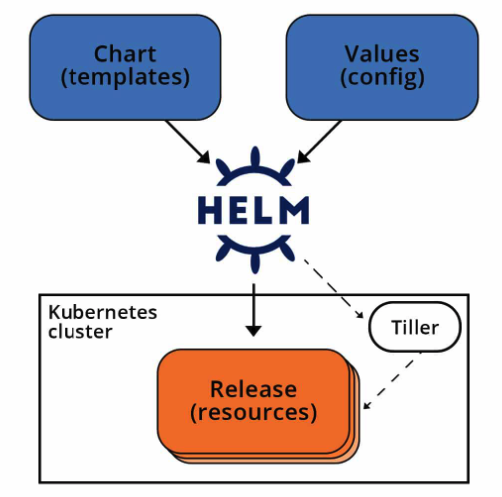 Chart
(templates)
Values
(config)
HELM
Kubernetes
cluster
Tiller
Release
(resources)